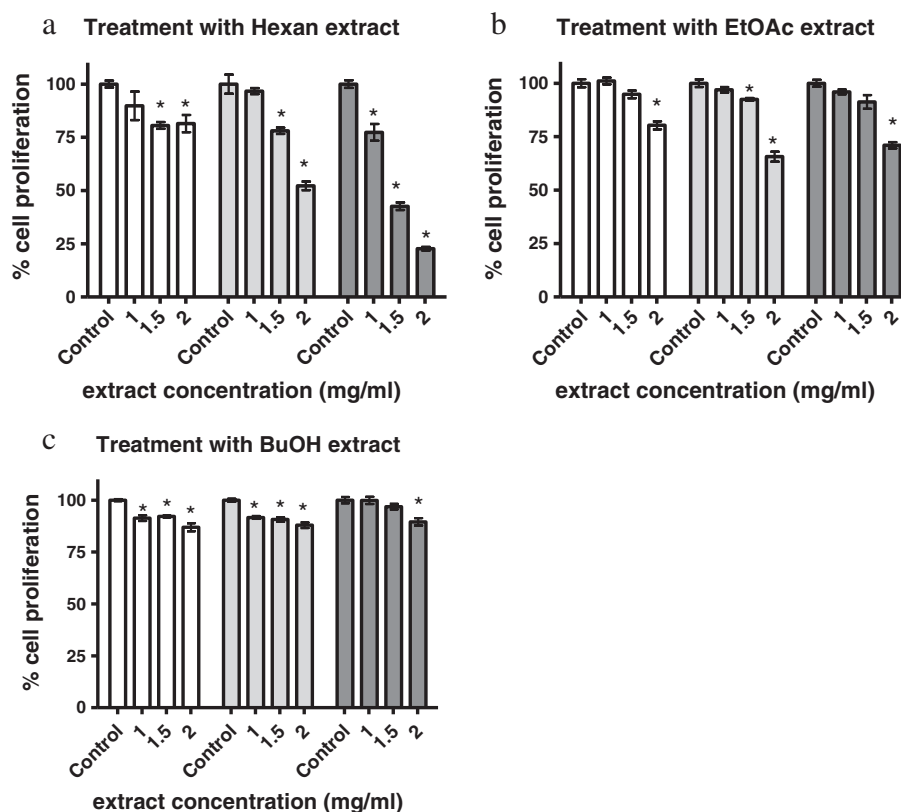 a Treatment with Hexan extract
% cell proliferation
100
75
50
25
0
* * * * * * *
Control 1 1.5 2 Control 1 1.5 2 Control 1 1.5 2
extract concentration (mg/ml)
b Treatment with EtOAc extract
% cell proliferation
100
75
50
25
0
* * * *
Control 1 1.5 2 Control 1 1.5 2 Control 1 1.5 2
extract concentration (mg/ml)
c Treatment with BuOH extract
% cell proliferation
100
75
50
25
0
* * * * * * *
Control 1 1.5 2 Control 1 1.5 2 Control 1 1.5 2
extract concentration (mg/ml)